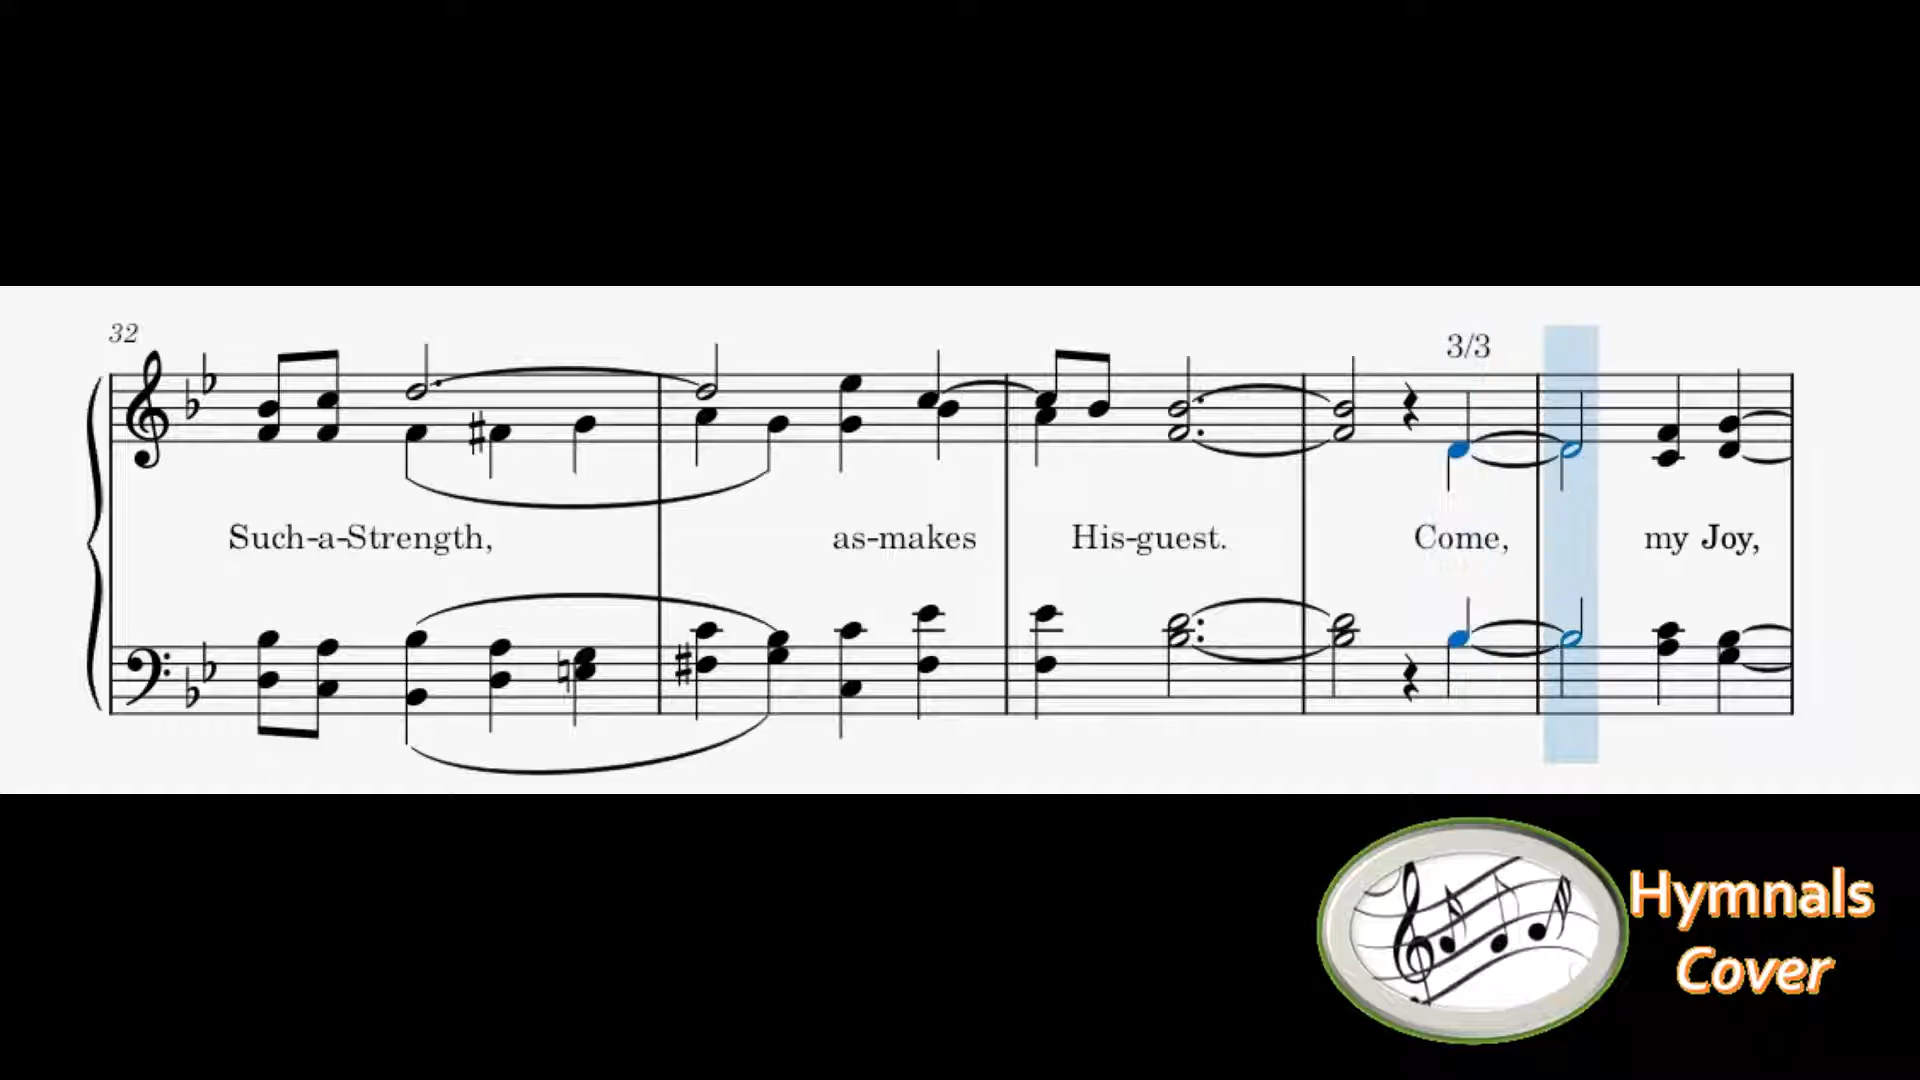 32
3/3
Such-a-Strength, as-makes His-guest. Come, my Joy,
Hymnals
Cover